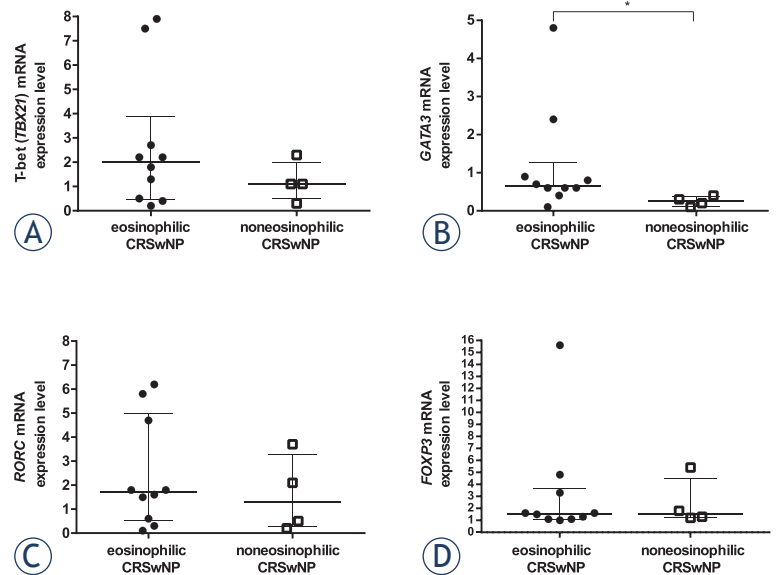 8
7
6
5
4
3
2
1
0
T-bet (TBX21) mRNA
expression level
eosinophilic
CRSwNP
noneosinophilic
CRSwNP
A
*
5
4
3
2
1
0
GATA3 mRNA
expression level
eosinophilic
CRSwNP
noneosinophilic
CRSwNP
B
8
7
6
5
4
3
2
1
0
RORC mRNA
expression level
eosinophilic
CRSwNP
noneosinophilic
CRSwNP
C
16
15
14
13
12
11
10
9
8
7
6
5
4
3
2
1
0
FOXP3 mRNA
expression level
eosinophilic
CRSwNP
noneosinophilic
CRSwNP
D